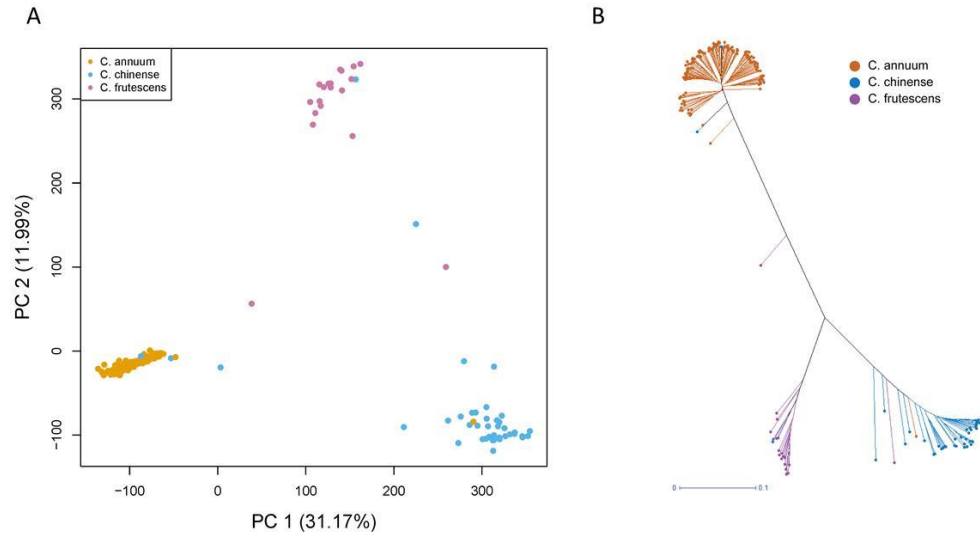 A
C. annuum
C. chinense
C. frutescens
300
200
100
0
−100
PC 2 (11.99%)
−100
0
100
200
300
PC 1 (31.17%)
B
C. annuum
C. chinense
C. frutescens
0
0.1